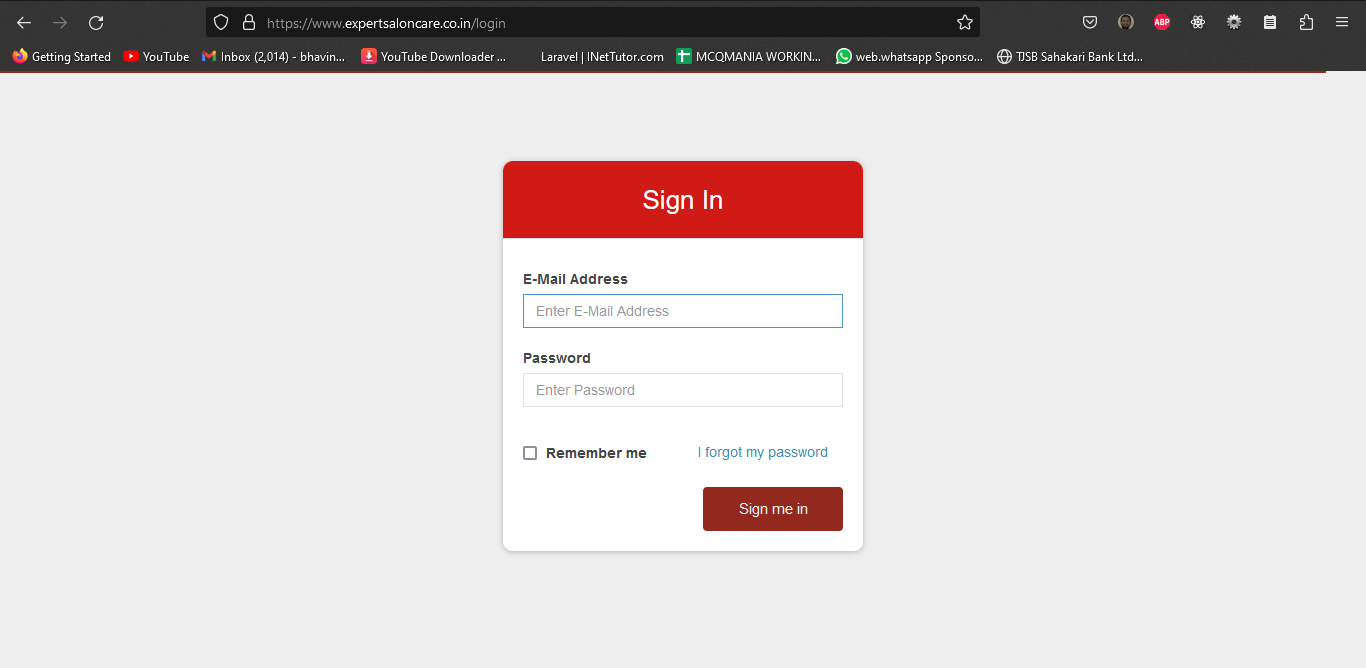 https://www.expertsaloncare.co.in/login
ABP
Getting Started YouTube Inbox (2,014) - bhavin... YouTube Downloader ... Laravel | INetTutor.com MCQMANIA WORKIN... web.whatsapp Sponso... TJSB Sahakari Bank Ltd...
Sign In
E-Mail Address
Enter E-Mail Address
Password
Enter Password
Remember me I forgot my password
Sign me in